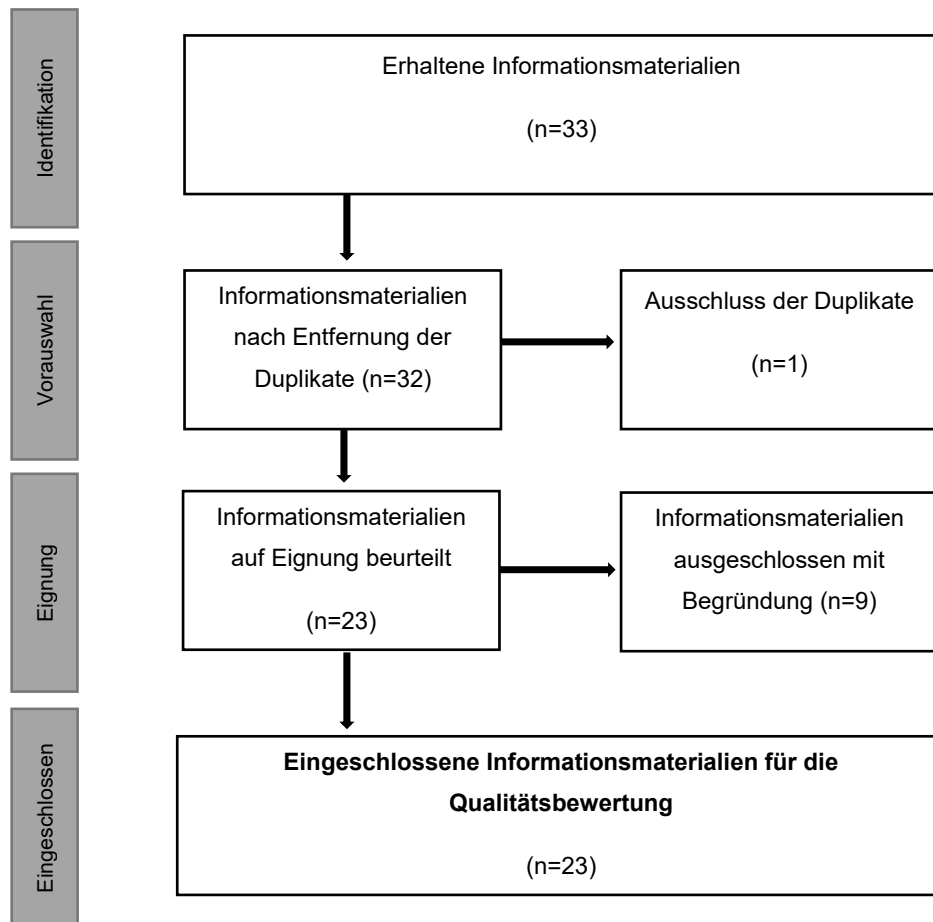 Identifikation
Erhaltene Informationsmaterialien
(n=33)
Vorauswahl
Informationsmaterialien
nach Entfernung der
Duplikate (n=32)
Ausschluss der Duplikate
(n=1)
Eignung
Informationsmaterialien
auf Eignung beurteilt
(n=23)
Informationsmaterialien
ausgeschlossen mit
Begründung (n=9)
Eingeschlossen
Eingeschlossene Informationsmaterialien für die
Qualitätsbewertung
(n=23)